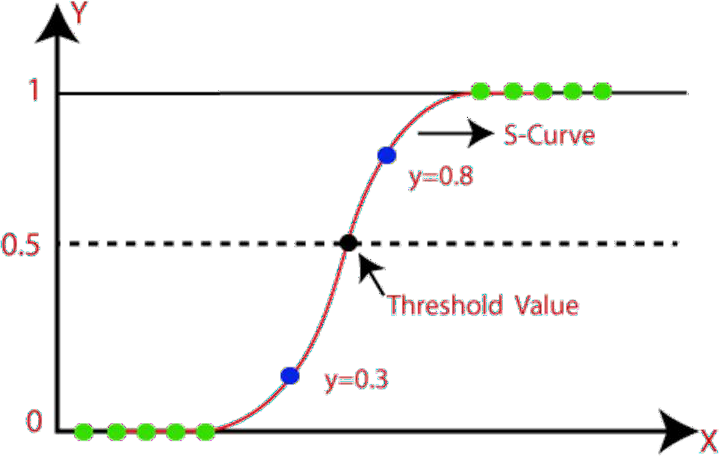 Y
1
S-Curve
y=0.8
0.5
Threshold Value
y=0.3
0
X